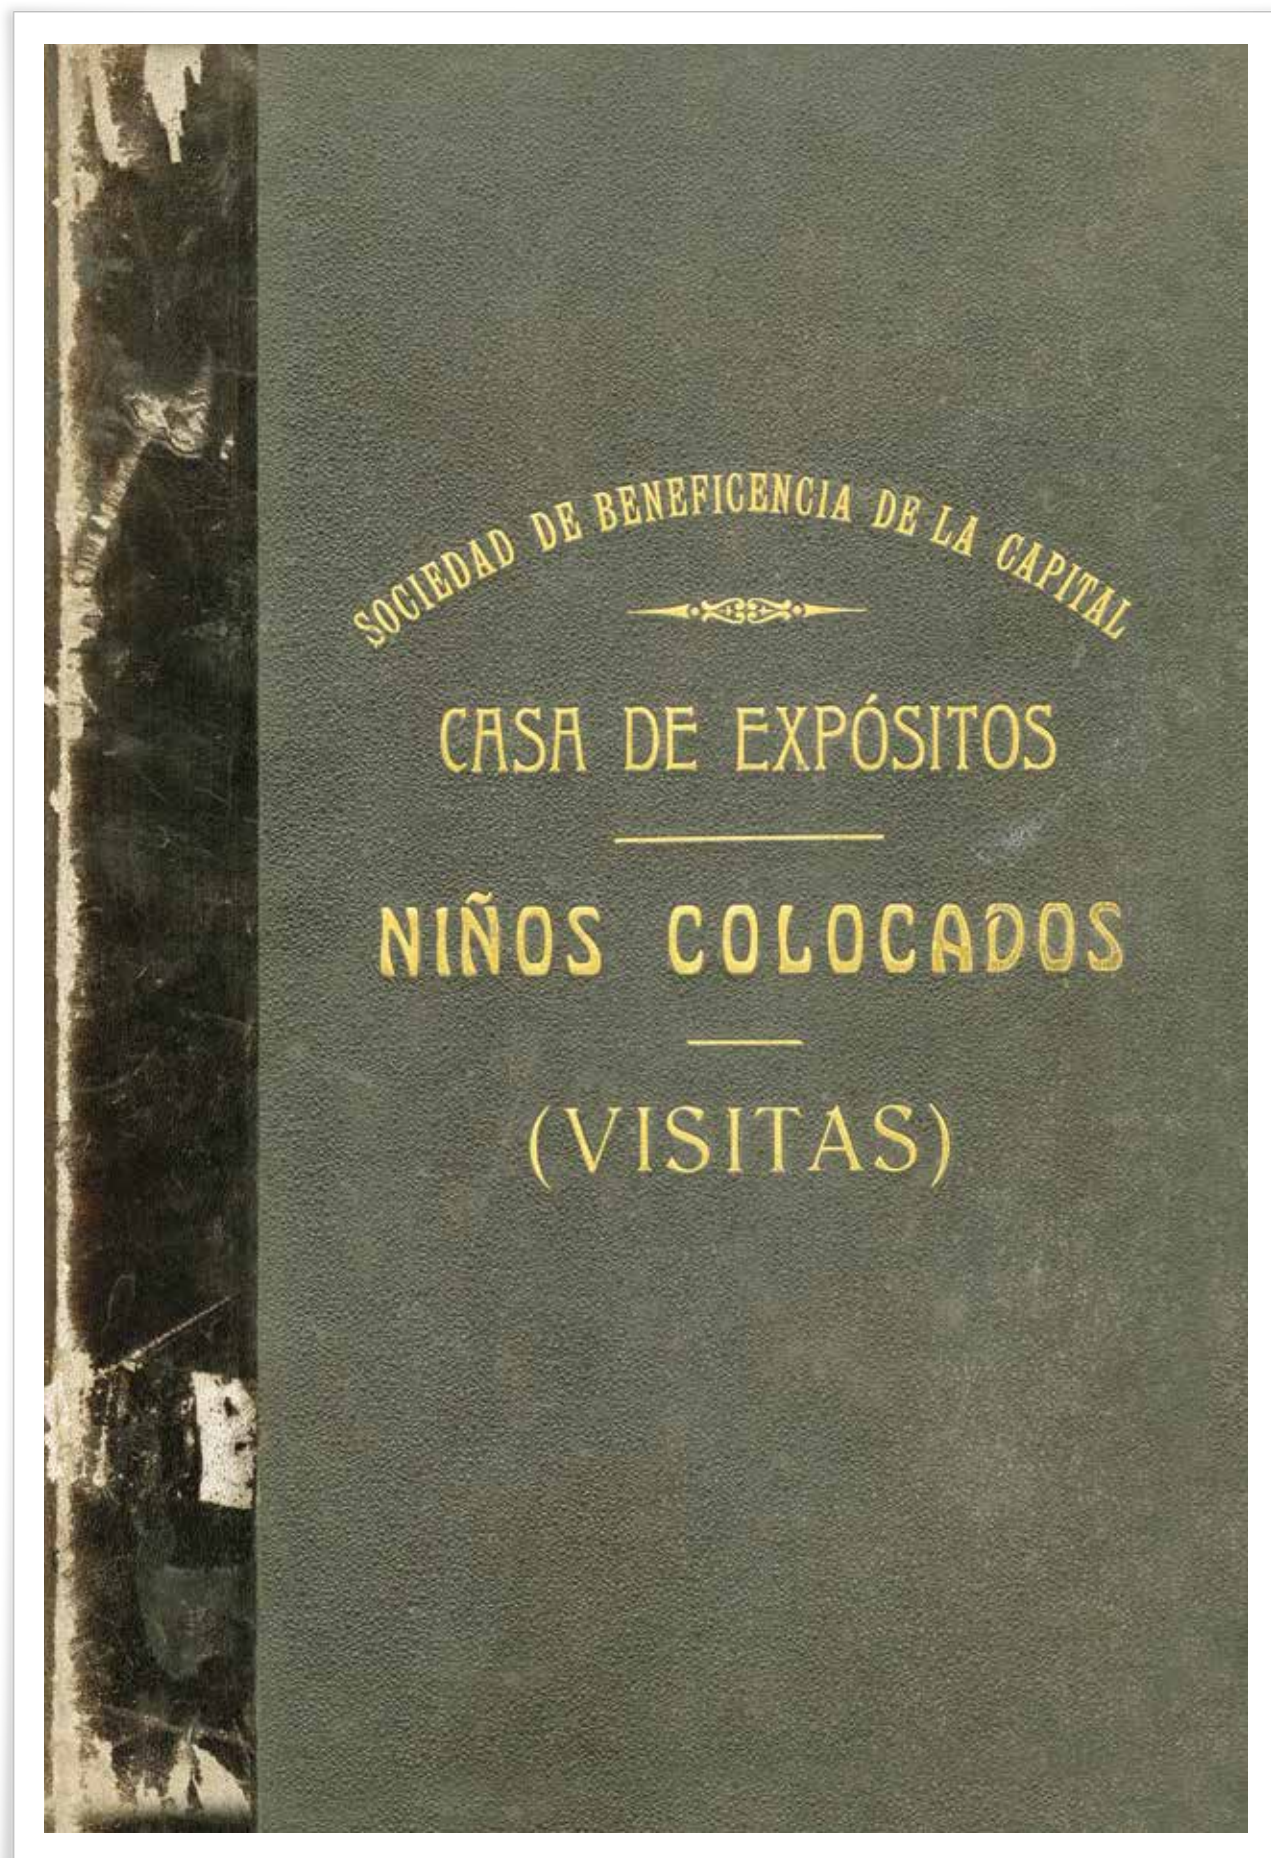 SOCIEDAD DE BENEFICENCIA DE LA CAPITAL
CASA DE EXPÓSITOS
NIÑOS COLOCADOS
(VISITAS)